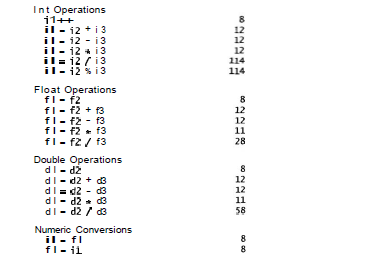 Int Operations
i1++ 8
i1 = i2 + i3 12
i1 = i2 - i3 12
i1 = i2 * i3 12
i1 = i2 / i3 114
i1 = i2 % i3 114
Float Operations
f1 = f2 8
f1 = f2 + f3 12
f1 = f2 - f3 12
f1 = f2 * f3 11
f1 = f2 / f3 28
Double Operations
d1 = d2 8
d1 = d2 + d3 12
d1 = d2 - d3 12
d1 = d2 * d3 11
d1 = d2 / d3 58
Numeric Conversions
i1 = f1 8
f1 = i1 8